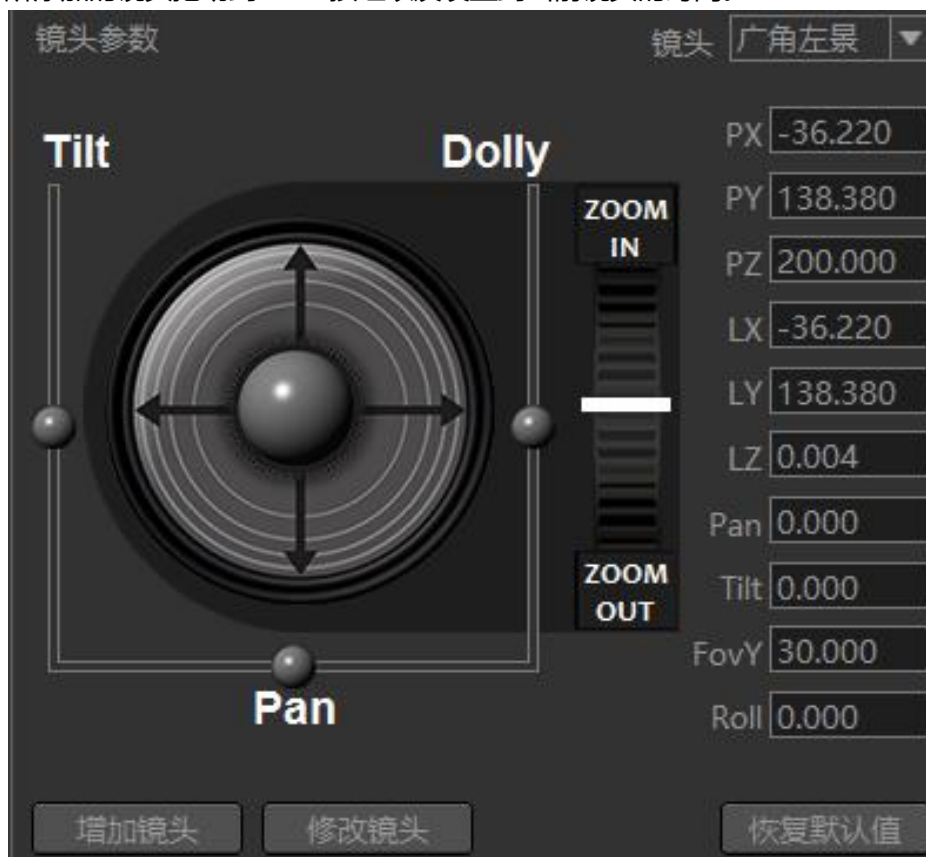 镜头参数
镜头 广角左景
Tilt
Dolly
ZOOM
IN
ZOOM
OUT
Pan
PX -36.220
PY 138.380
PZ 200.000
LX -36.220
LY 138.380
LZ 0.004
Pan 0.000
Tilt 0.000
FovY 30.000
Roll 0.000
增加镜头
修改镜头
恢复默认值